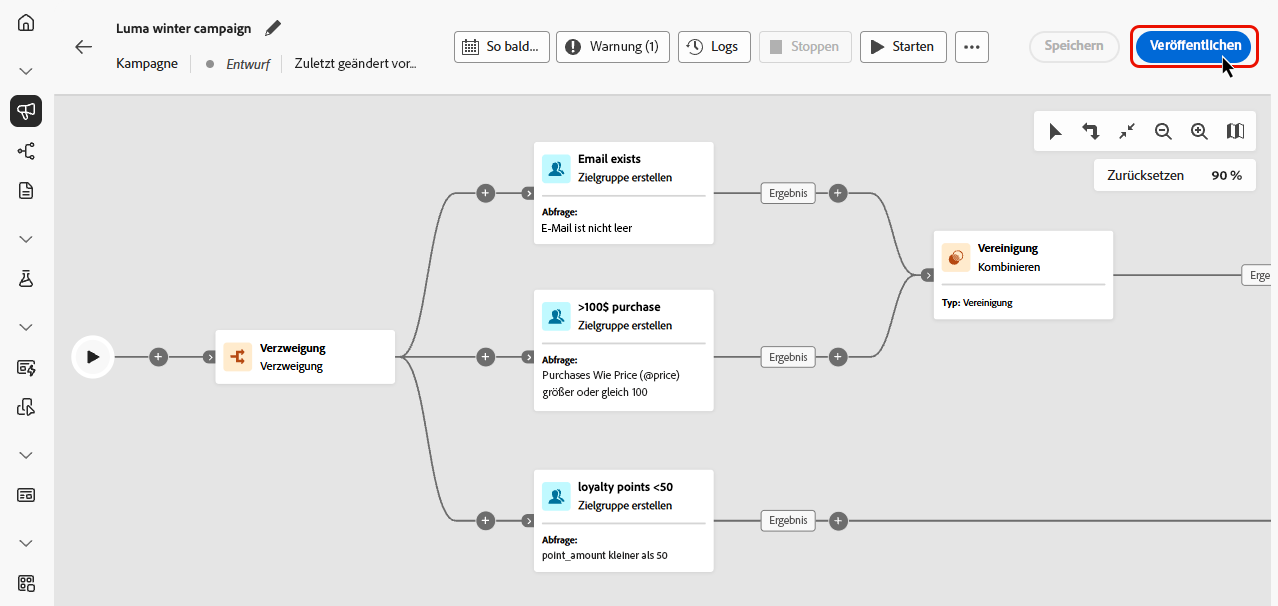 Luma winter campaign
Kampagne
Entwurf
Zuletzt geändert vor...
So bald...
Warnung (1)
Logs
Stoppen
Starten
Speichern
Veröffentlichen
Zurücksetzen 90 %
Email exists
Zielgruppe erstellen
Abfrage:
E-Mail ist nicht leer
Ergebnis
Vereinigung
Kombinieren
Typ: Vereinigung
Erge
>100$ purchase
Zielgruppe erstellen
Abfrage:
Purchases Wie Price (@price)
größer oder gleich 100
Ergebnis
Verzweigung
Verzweigung
loyalty points <50
Zielgruppe erstellen
Abfrage:
point_amount kleiner als 50
Ergebnis